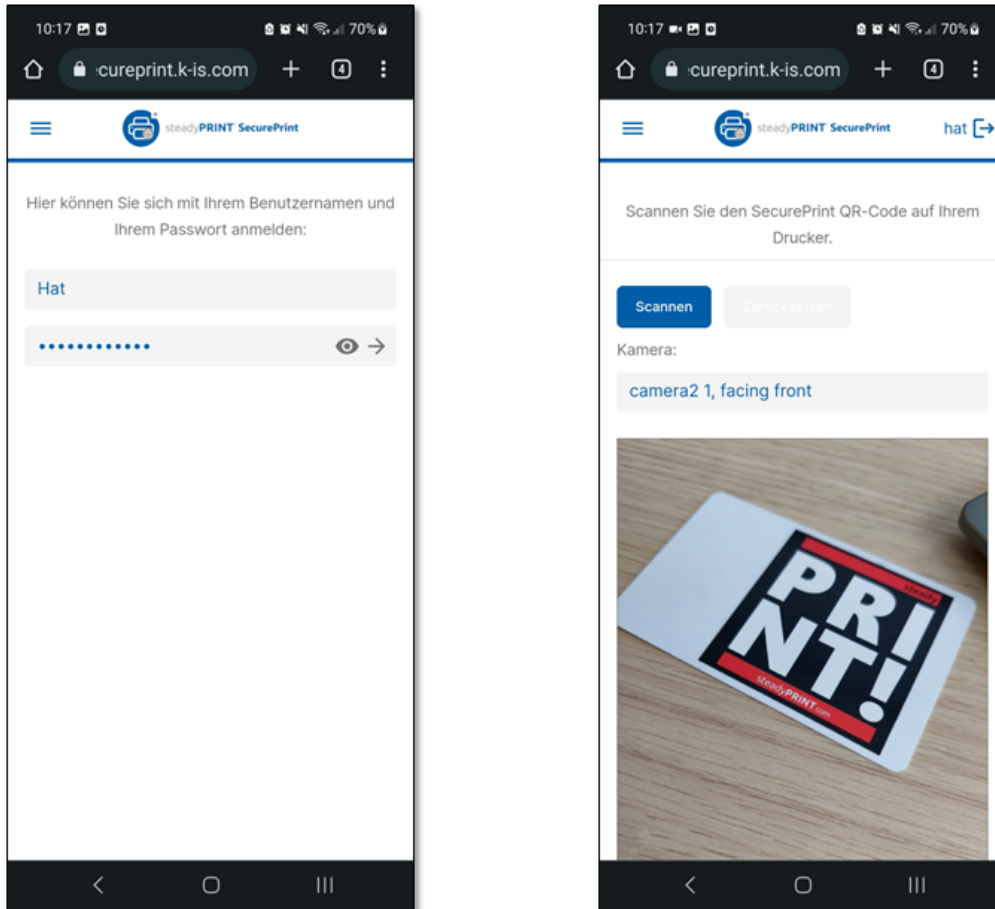 10:17
70%
:cureprint.k-is.com
4
steadyPRINT SecurePrint
Hier können Sie sich mit Ihrem Benutzernamen und
Ihrem Passwort anmelden:
Hat
10:17
70%
:cureprint.k-is.com
4
steadyPRINT SecurePrint
hat
Scannen Sie den SecurePrint QR-Code auf Ihrem
Drucker.
Scannen
Zurücksetzen
Kamera:
camera2 1, facing front
steady
PRI
NT!
steadyPRINT.com